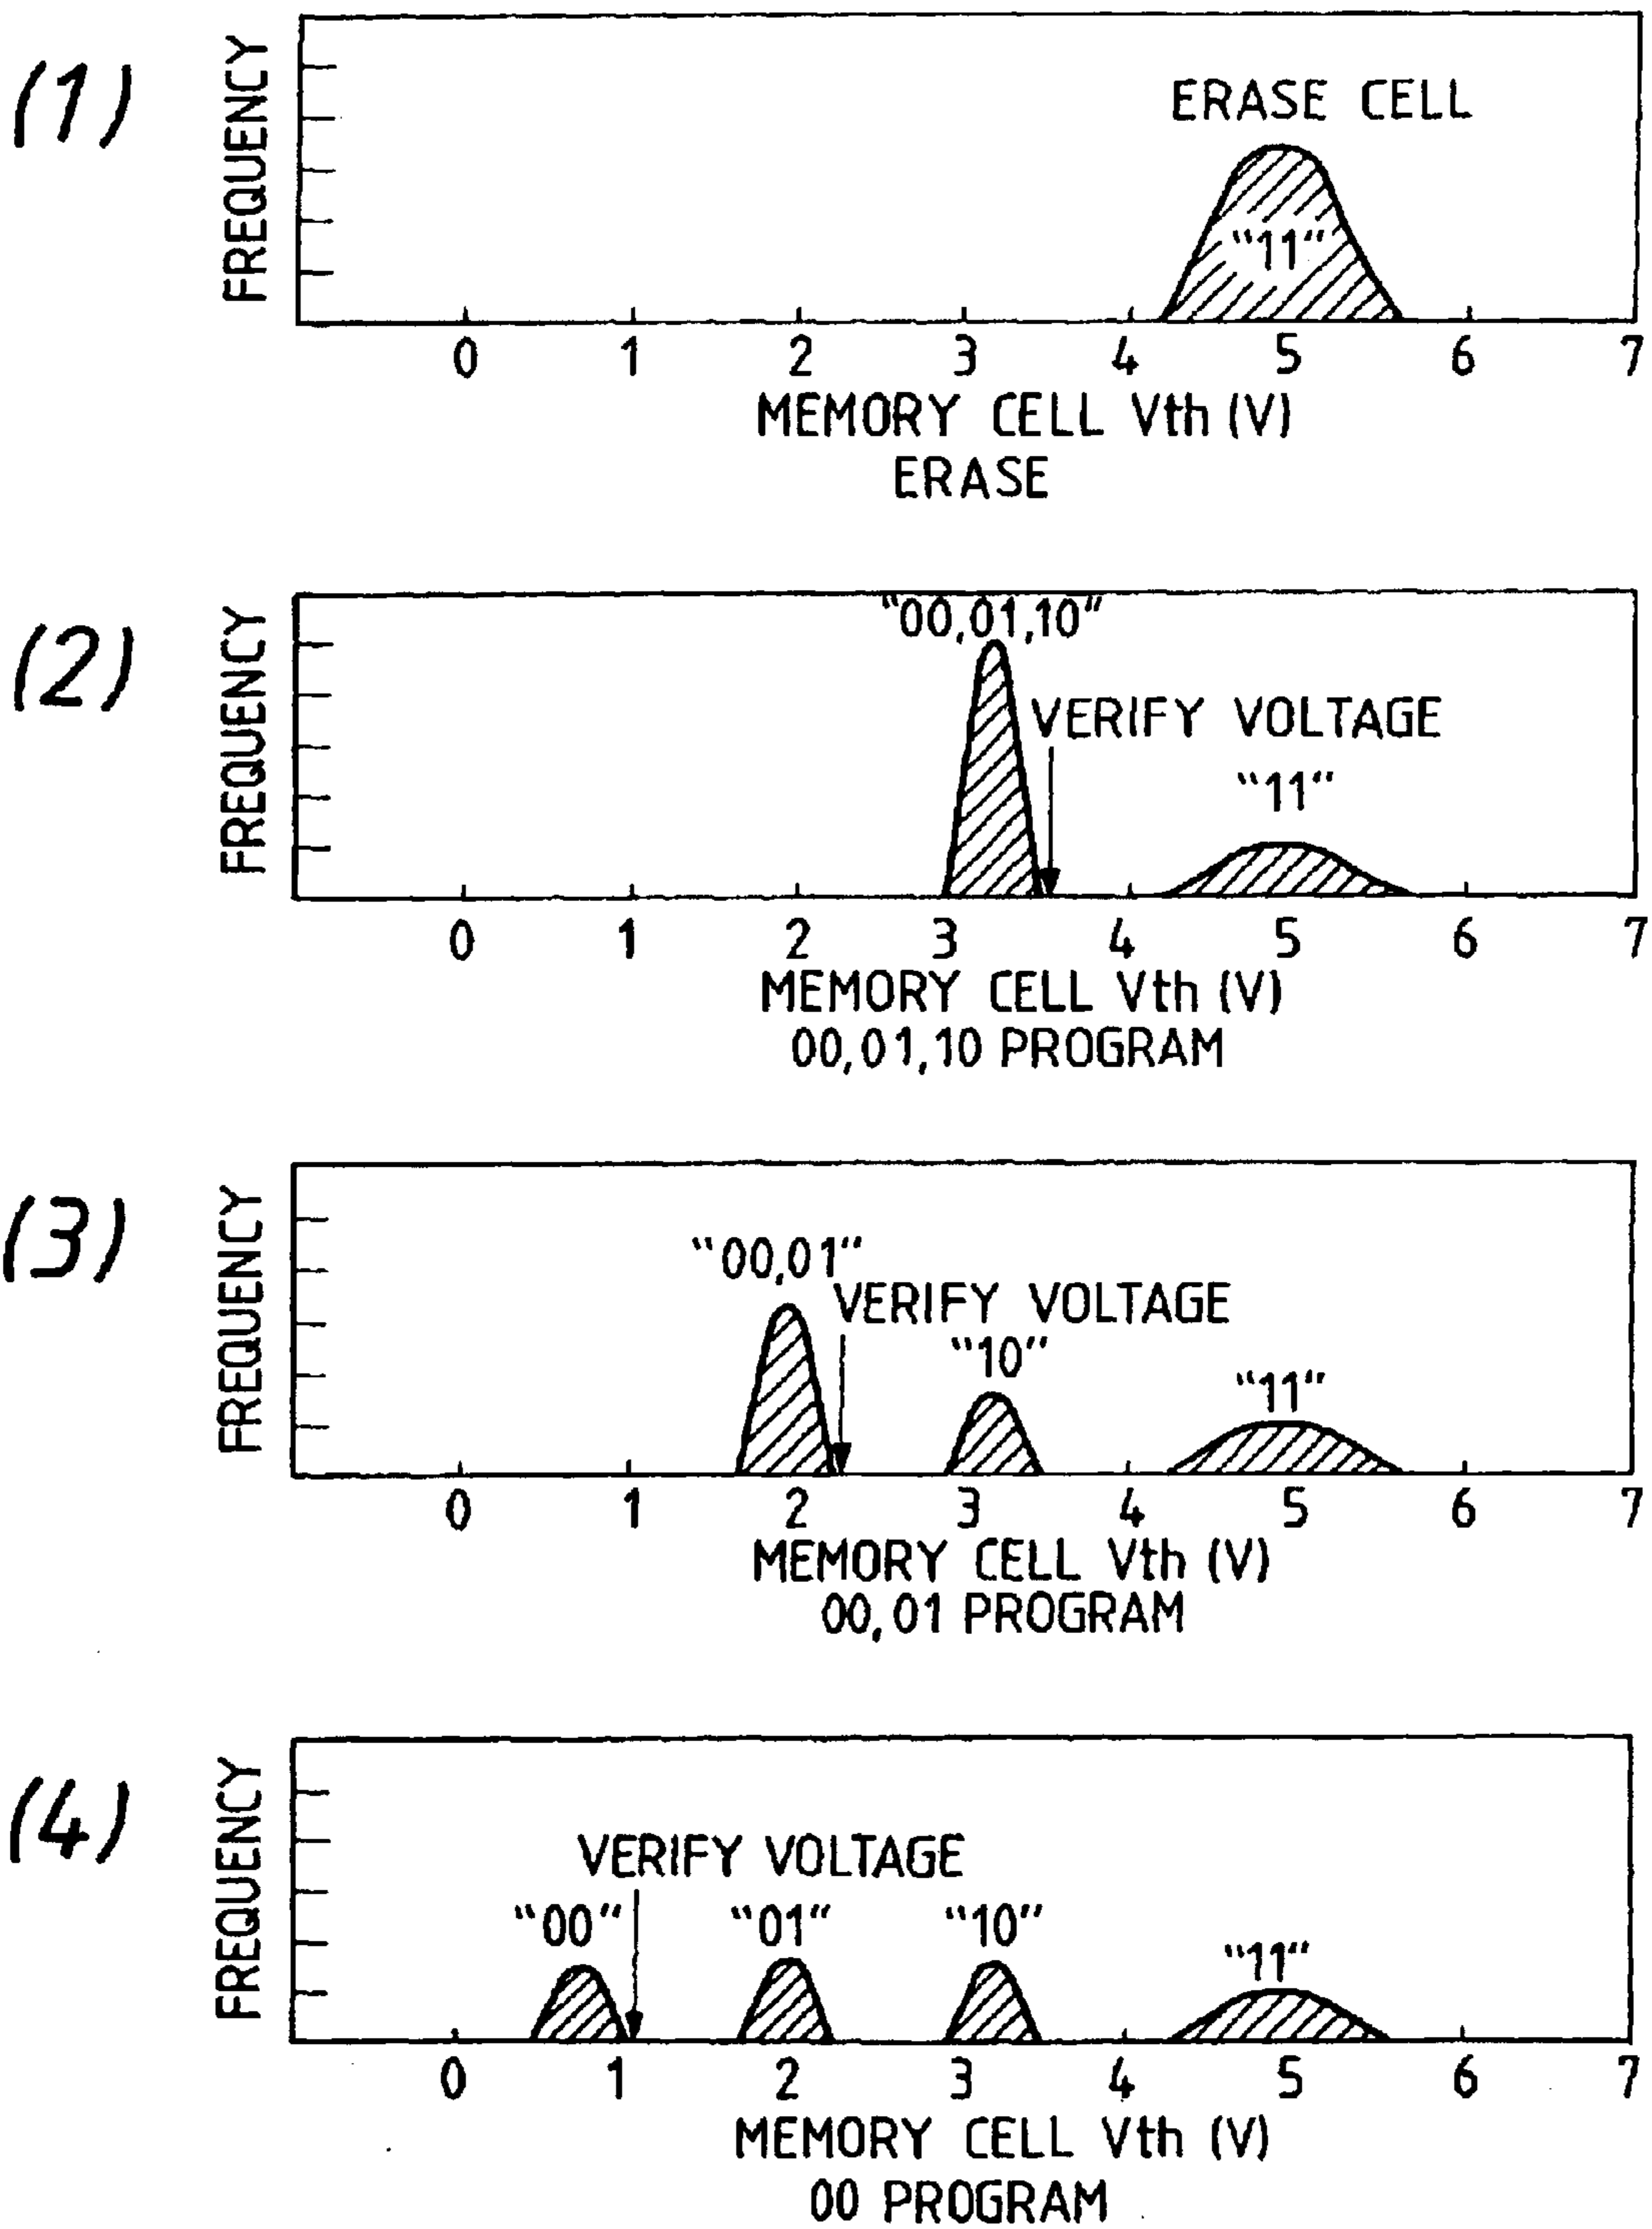 (1)
FREQUENCY
ERASE CELL
"11"
0 1 2 3 4 5 6 7
MEMORY CELL Vth (V)
ERASE
(2)
FREQUENCY
"00,01,10"
VERIFY VOLTAGE
"11"
0 1 2 3 4 5 6 7
MEMORY CELL Vth (V)
00,01,10 PROGRAM
(3)
FREQUENCY
"00,01"
VERIFY VOLTAGE
"10"
"11"
0 1 2 3 4 5 6 7
MEMORY CELL Vth (V)
00,01 PROGRAM
(4)
FREQUENCY
VERIFY VOLTAGE
"00" "01" "10" "11"
0 1 2 3 4 5 6 7
MEMORY CELL Vth (V)
00 PROGRAM